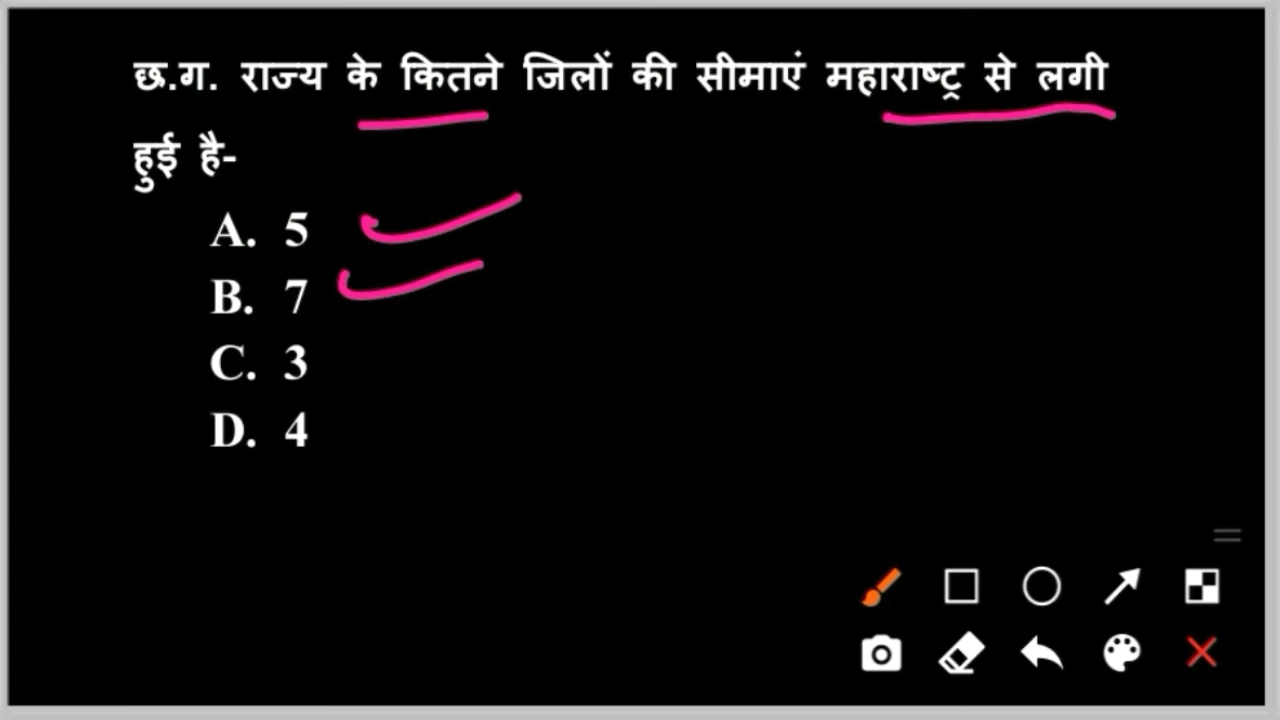 छ.ग. राज्य के कितने जिलों की सीमाएं महाराष्ट्र से लगी
हुई है-
A. 5
B. 7
C. 3
D. 4